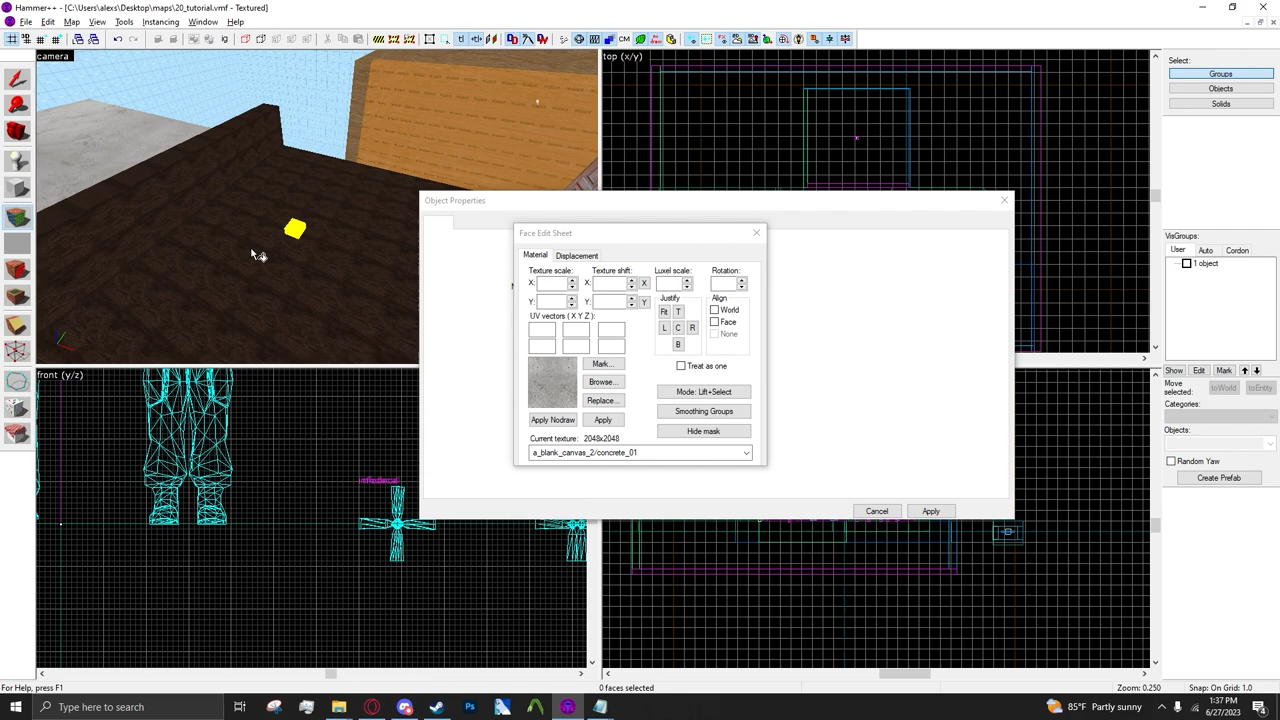 Hammer++ - [C:\Users\alexs\Desktop\maps\20_tutorial.vmf - Textured]
File Edit Map View Tools Instancing Window Help
camera
top (x/y)
front (y/z)
Select:
Groups
Objects
Solids
VisGroups:
User Auto Cordon
1 object
Show Edit Mark
Move selected:
toWorld toEntity
Categories:
Objects:
Random Yaw
Create Prefab
Object Properties
Face Edit Sheet
Material Displacement
Texture scale: Texture shift: Luxel scale: Rotation:
X: X: X
Y: Y: Y
UV vectors ( X Y Z ):
Justify
Fit T
L C R
B
Align
World
Face
None
Treat as one
Mark...
Browse...
Replace...
Apply Nodraw Apply
Mode: Lift+Select
Smoothing Groups
Hide mask
Current texture: 2048x2048
a_blank_canvas_2/concrete_01
Cancel Apply
For Help, press F1
0 faces selected
Zoom: 0.250
Snap: On Grid: 1.0
Type here to search
85°F Partly sunny
1:37 PM
6/27/2023